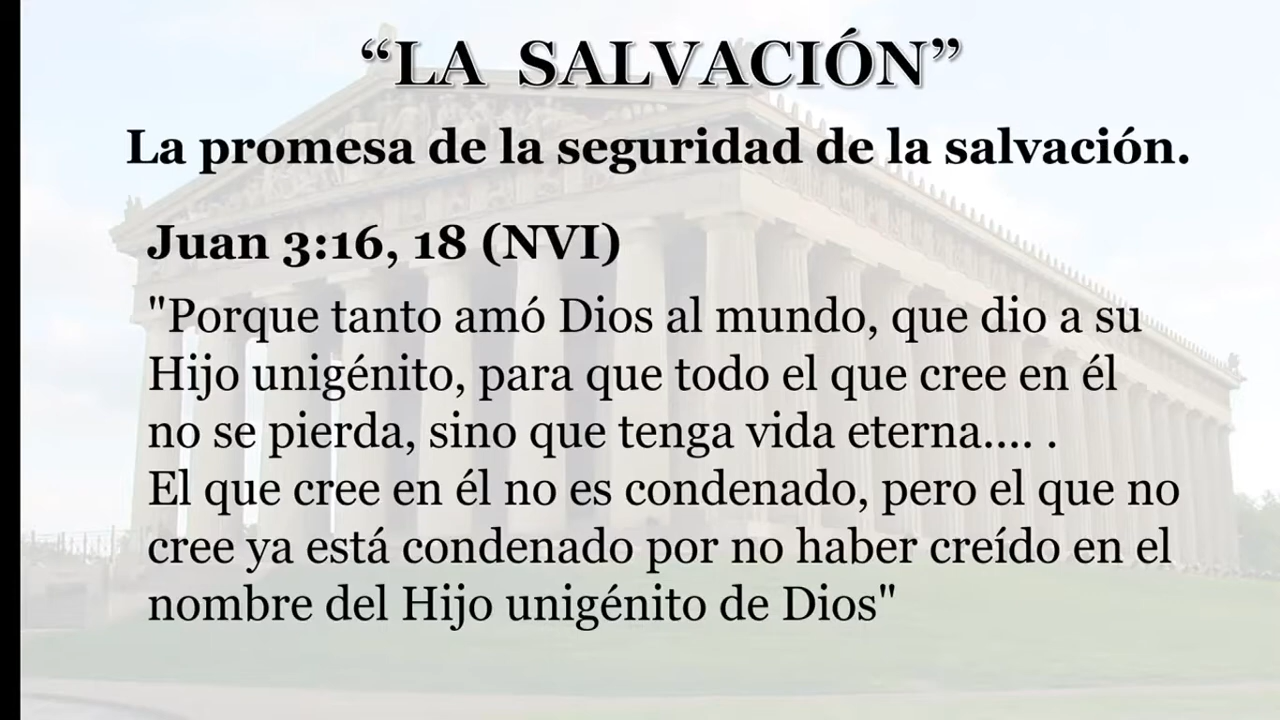 “LA SALVACIÓN”
La promesa de la seguridad de la salvación.
Juan 3:16, 18 (NVI)
"Porque tanto amó Dios al mundo, que dio a su
Hijo unigénito, para que todo el que cree en él
no se pierda, sino que tenga vida eterna.... .
El que cree en él no es condenado, pero el que no
cree ya está condenado por no haber creído en el
nombre del Hijo unigénito de Dios"